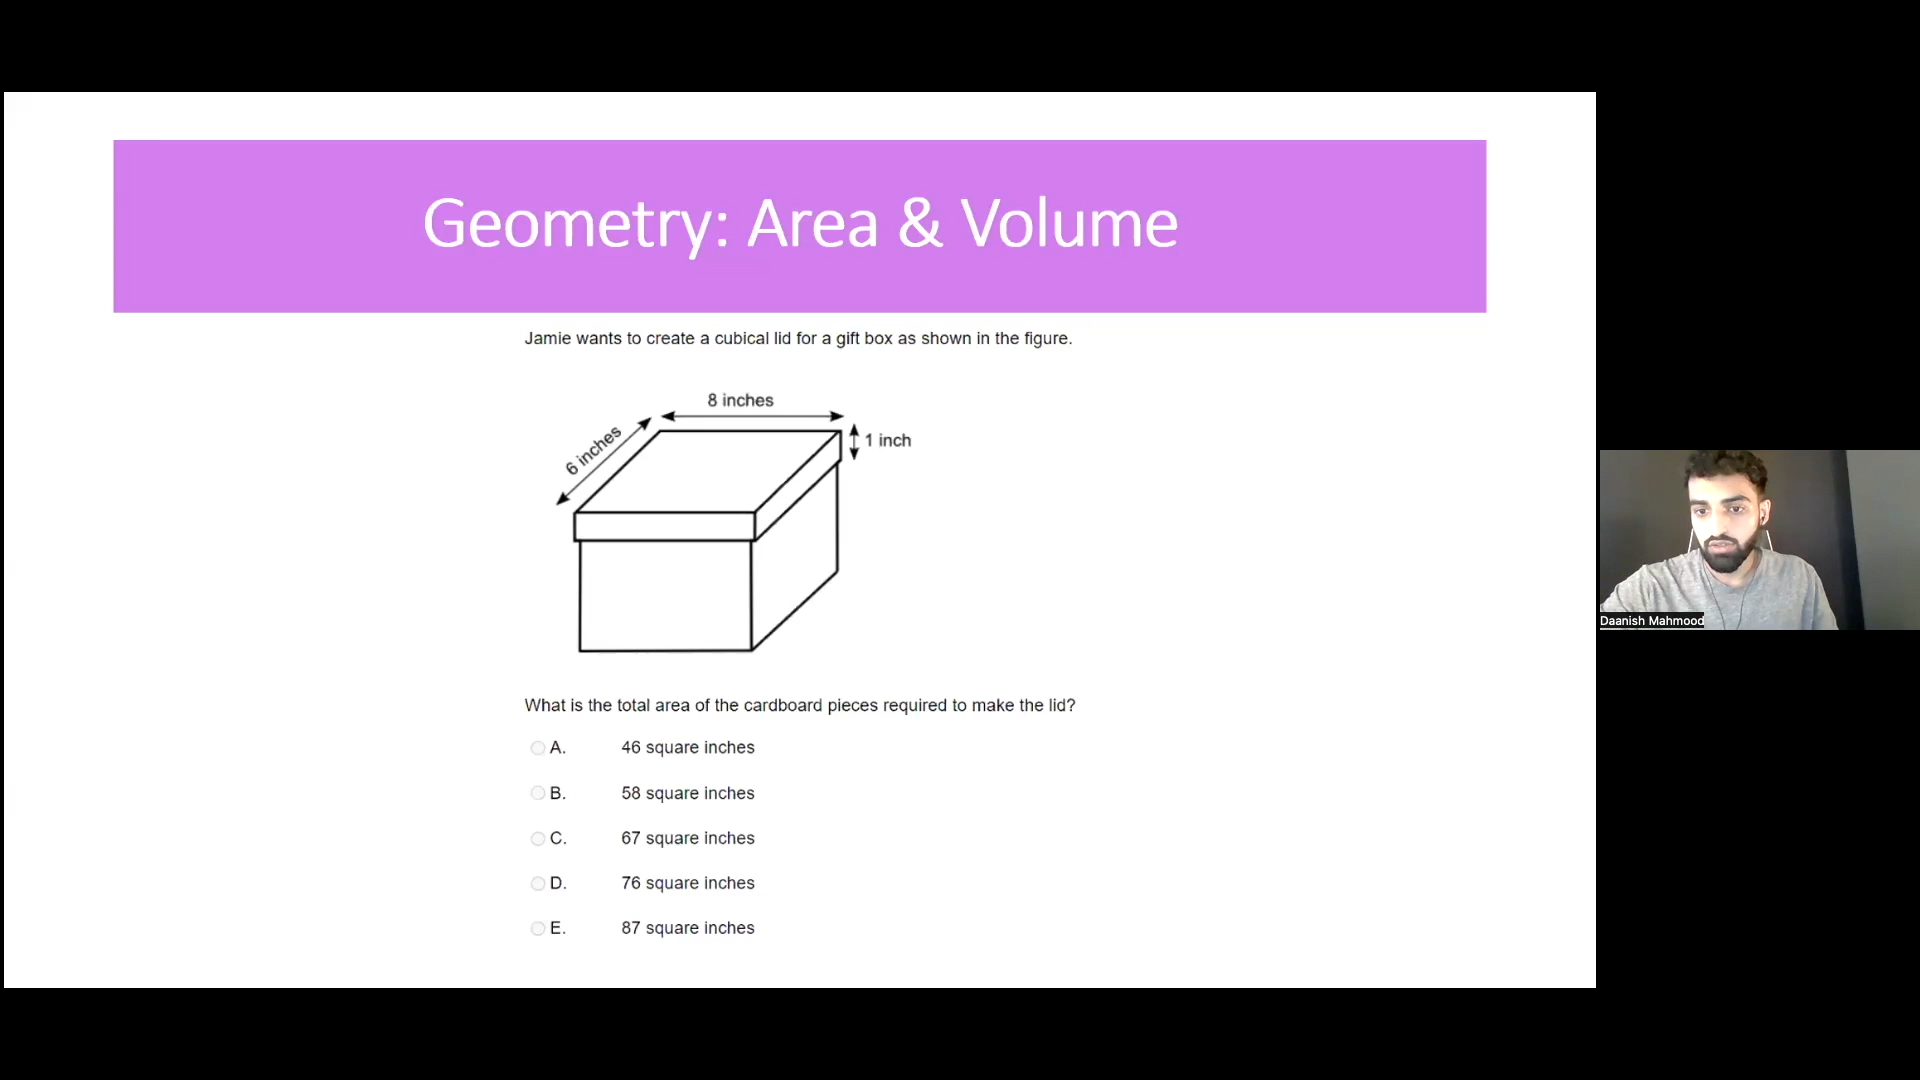 Geometry: Area & Volume
Jamie wants to create a cubical lid for a gift box as shown in the figure.
8 inches
6 inches
1 inch
What is the total area of the cardboard pieces required to make the lid?
A. 46 square inches
B. 58 square inches
C. 67 square inches
D. 76 square inches
E. 87 square inches
Daanish Mahmood